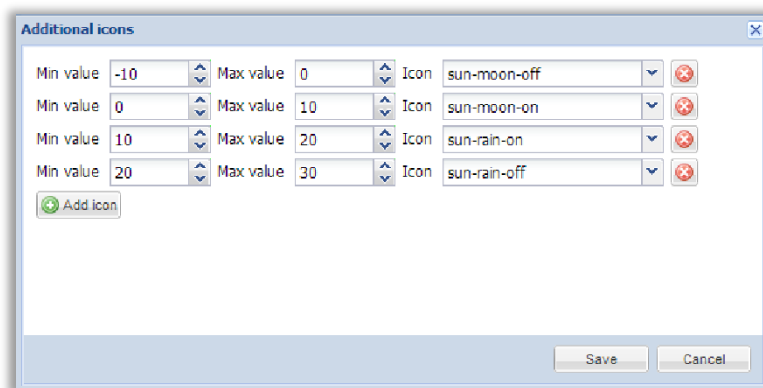 Additional icons
Min value -10 Max value 0 Icon sun-moon-off
Min value 0 Max value 10 Icon sun-moon-on
Min value 10 Max value 20 Icon sun-rain-on
Min value 20 Max value 30 Icon sun-rain-off
Add icon
Save Cancel